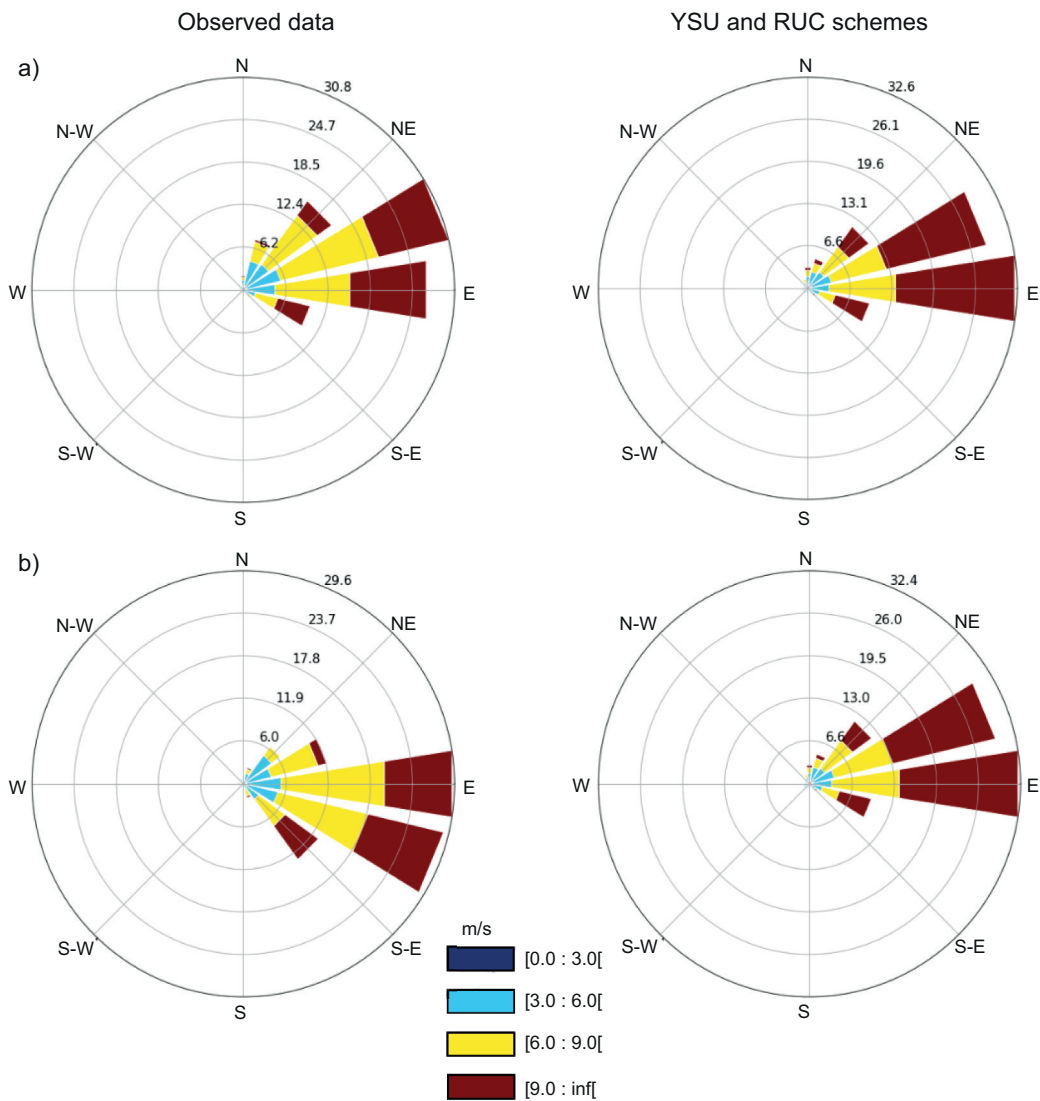 Observed data
YSU and RUC schemes
a)
N
30.8
24.7
18.5
12.4
6.2
N-W
NE
W
E
S-W'
S-E
S
N
32.6
26.1
19.6
13.1
6.6
N-W
NE
W
E
S-W'
S-E
S
b)
N
29.6
23.7
17.8
11.9
6.0
N-W
NE
W
E
S-W'
S-E
S
N
32.4
26.0
19.5
13.0
6.6
N-W
NE
W
E
S-W'
S-E
S
m/s
[0.0 : 3.0[
[3.0 : 6.0[
[6.0 : 9.0[
[9.0 : inf[